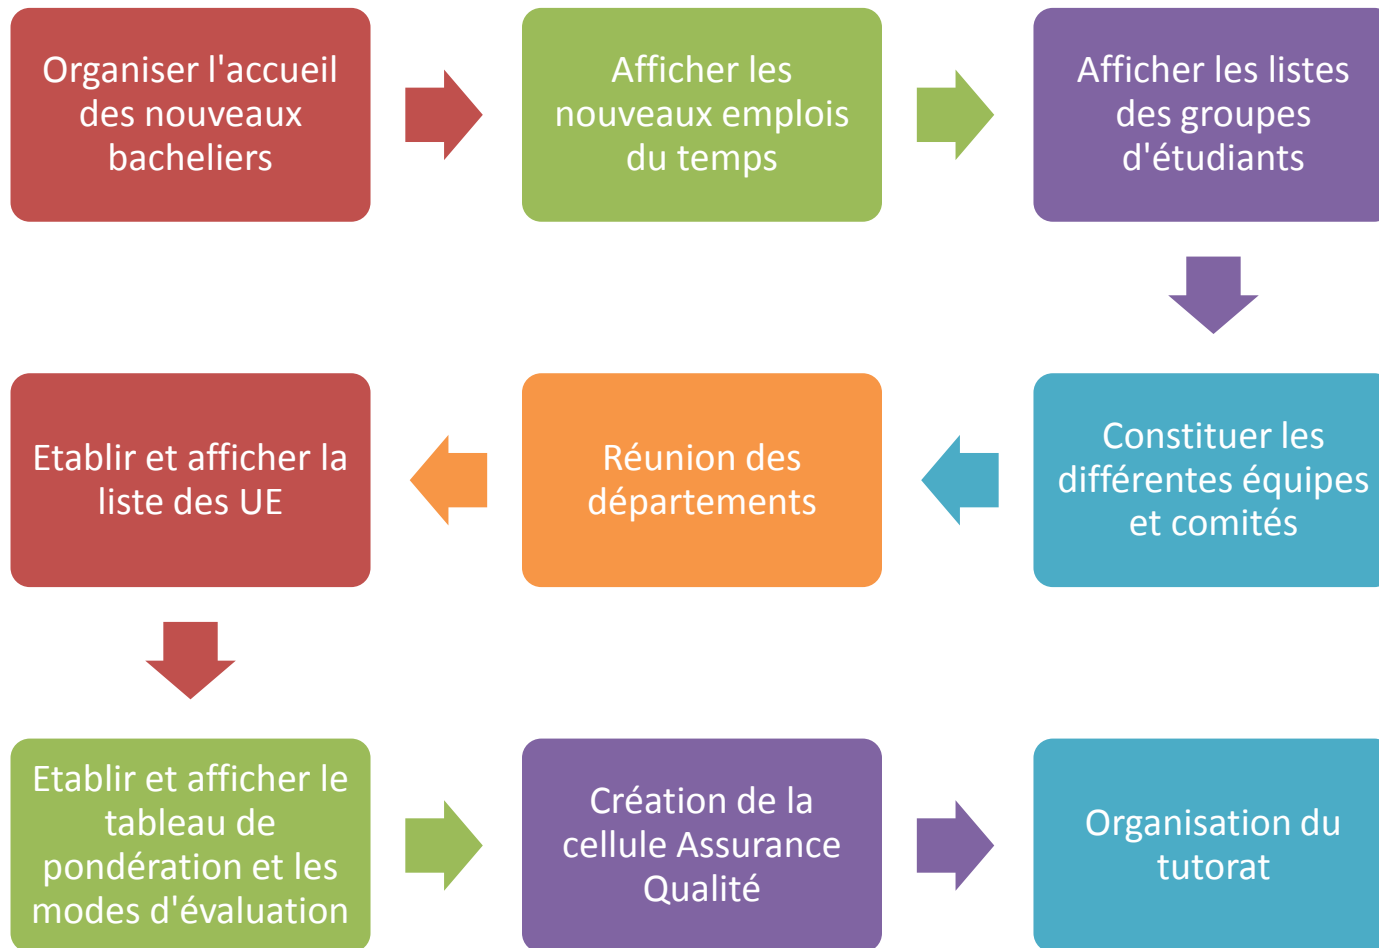 Organiser l'accueil
des nouveaux
bacheliers
Afficher les
nouveaux emplois
du temps
Afficher les listes
des groupes
d'étudiants
Constituer les
différentes équipes
et comités
Réunion des
départements
Etablir et afficher la
liste des UE
Etablir et afficher le
tableau de
pondération et les
modes d'évaluation
Création de la
cellule Assurance
Qualité
Organisation du
tutorat